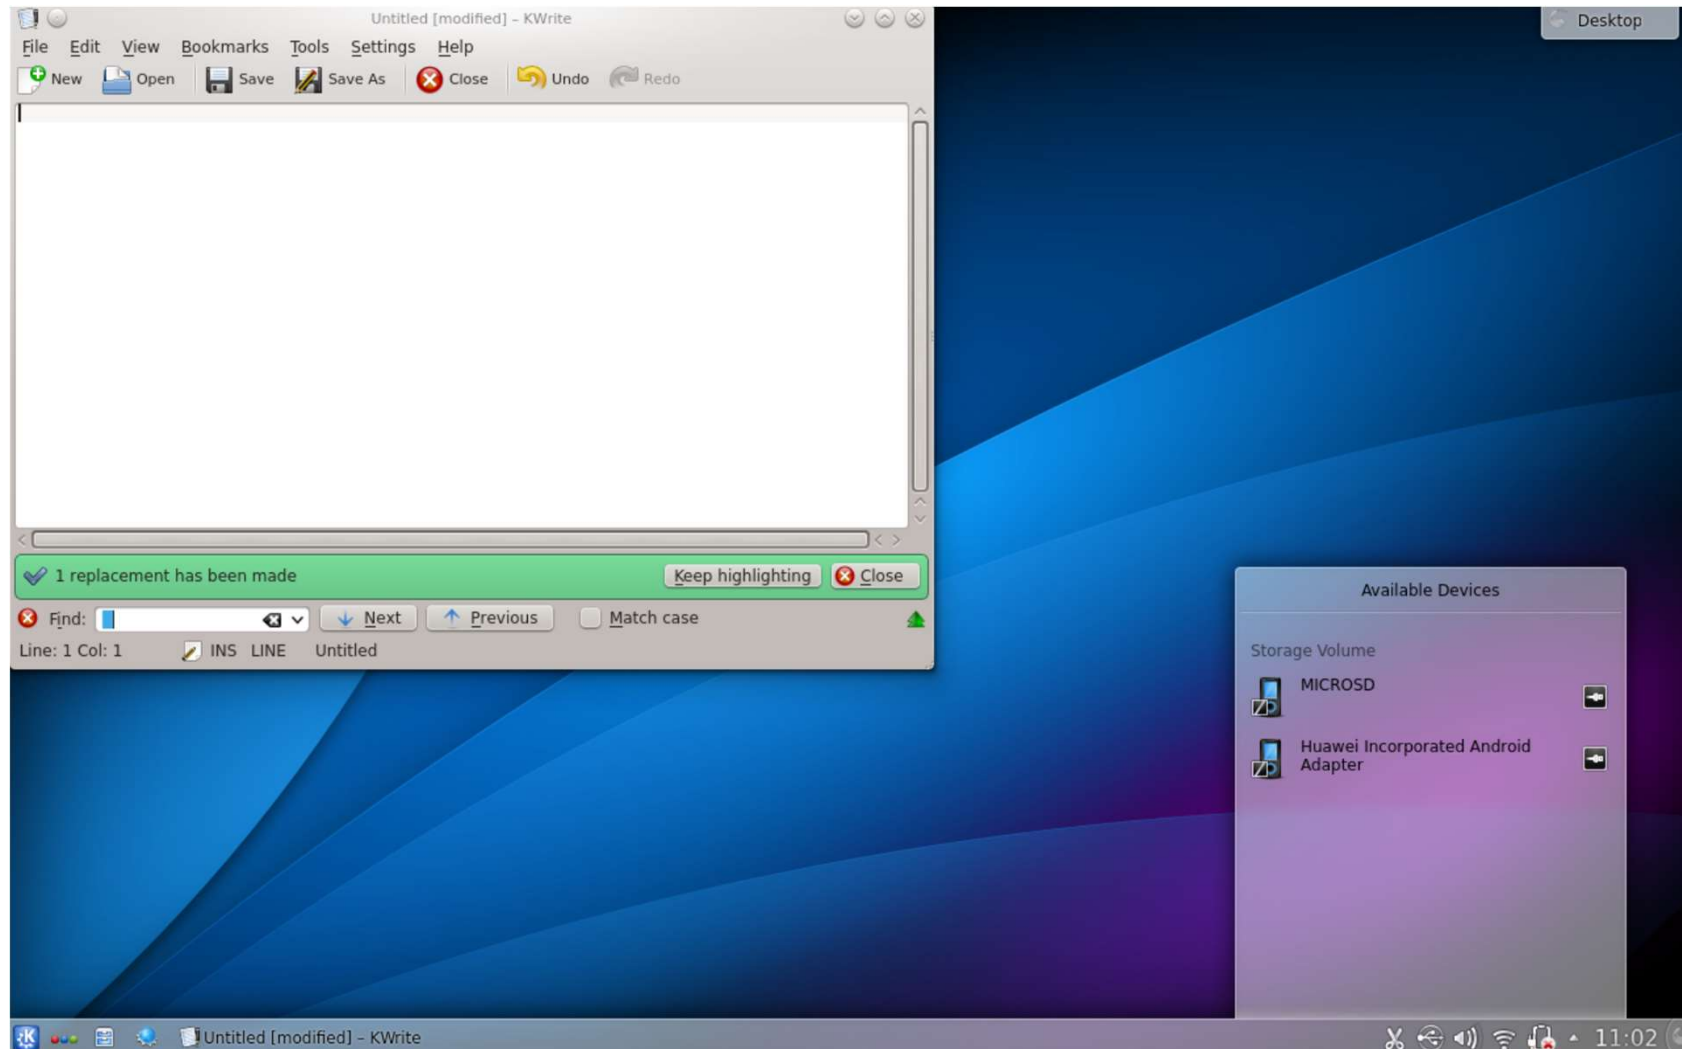 Untitled [modified] – KWrite
File Edit View Bookmarks Tools Settings Help
New Open Save Save As Close Undo Redo
1 replacement has been made Keep highlighting Close
Find: Next Previous Match case
Line: 1 Col: 1 INS LINE Untitled
Desktop
Available Devices
Storage Volume
MICROSD
Huawei Incorporated Android
Adapter
Untitled [modified] – KWrite
11:02